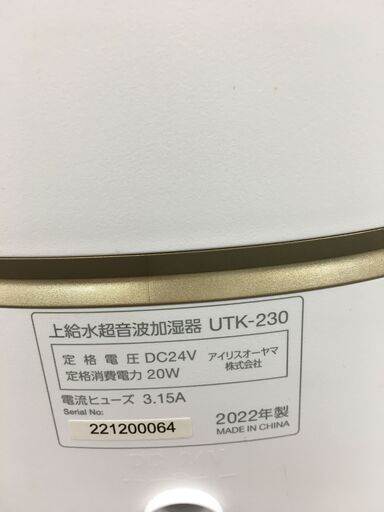 上給水超音波加湿器 UTK-230
定格電圧 DC24V
定格消費電力 20W
アイリスオーヤマ
株式会社
電流ヒューズ 3.15A
Serial No:
221200064
2022年製
MADE IN CHINA